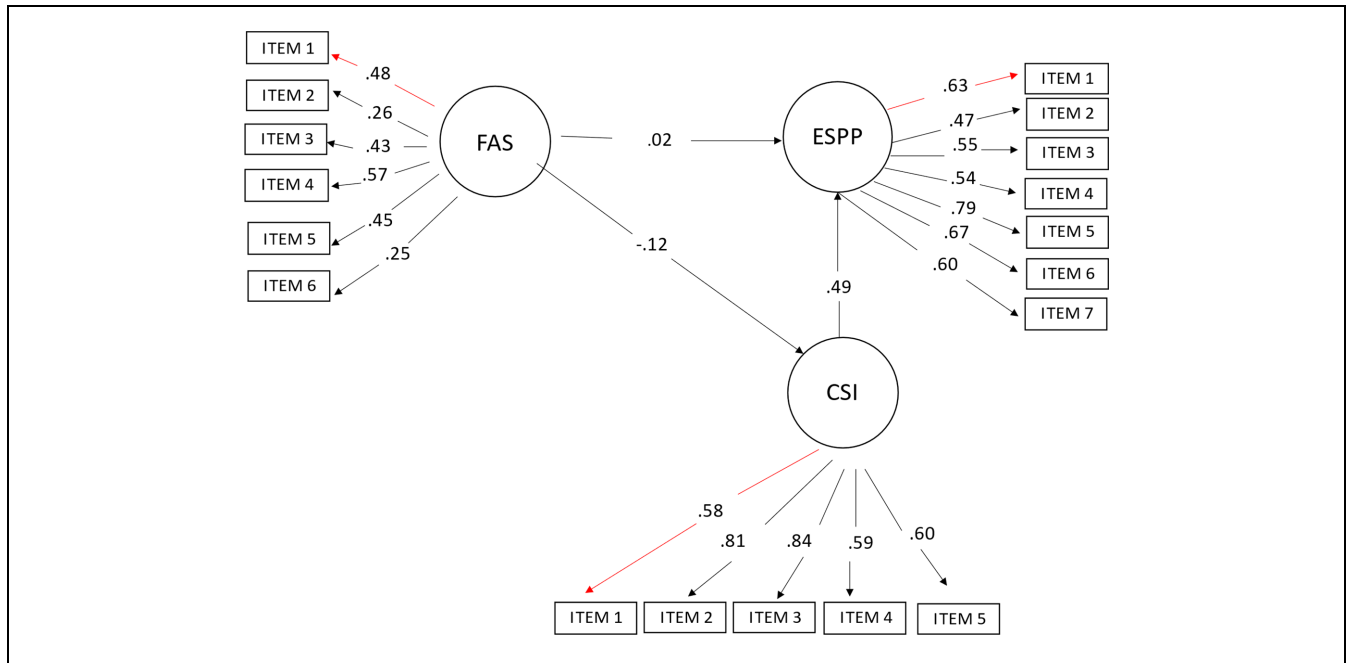 ITEM 1
.48
ITEM 2
.26
ITEM 3
.43
ITEM 4
.57
ITEM 5
.45
ITEM 6
.25
FAS
.02
-.12
ESPP
.63
ITEM 1
.47
ITEM 2
.55
ITEM 3
.54
ITEM 4
.79
ITEM 5
.67
ITEM 6
.60
ITEM 7
.49
CSI
.58
.81
.84
.59
.60
ITEM 1
ITEM 2
ITEM 3
ITEM 4
ITEM 5